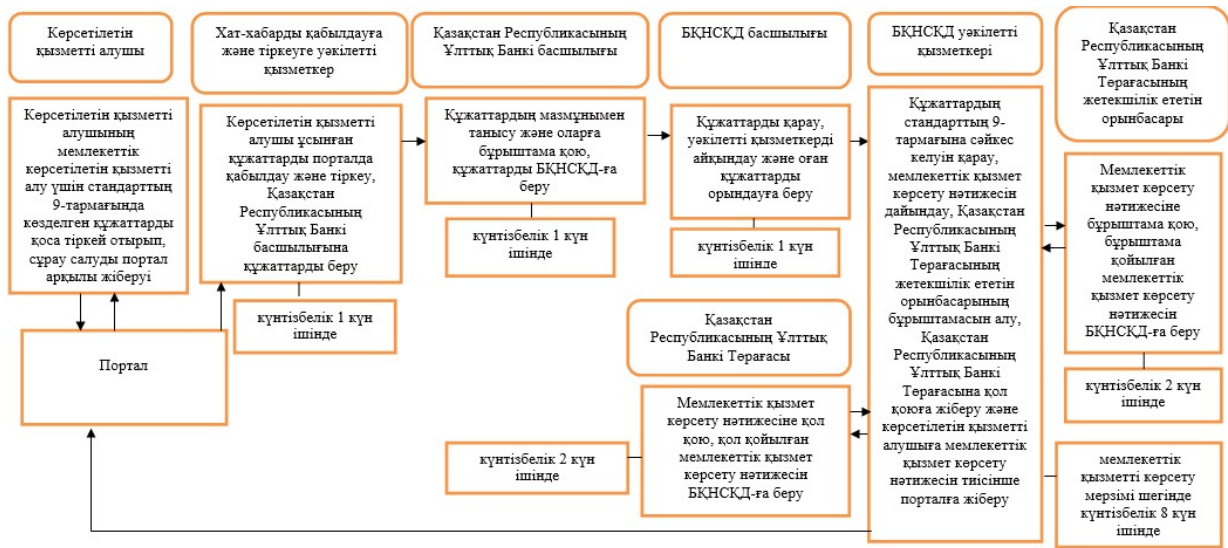 Көрсетілетін
қызметті алушы
Хат-хабарды қабылдауға
және тіркеуге уәкілетті
қызметкер
Қазақстан Республикасының
Ұлттық Банкі басшылығы
БҚНСҚД басшылығы
БҚНСҚД уәкілетті
қызметкері
Қазақстан
Республикасының
Ұлттық Банкі
Төрағасының
жетекшілік ететін
орынбасары
Көрсетілетін қызметті
алушының
мемлекеттік
көрсетілетін қызметті
алу үшін стандарттың
9-тармағында
көзделген құжаттарды
қоса тіркей отырып,
сұрау салуды портал
арқылы жіберуі
Көрсетілетін қызметті
алушы ұсынған
құжаттарды порталда
қабылдау және тіркеу,
Қазақстан
Республикасының
Ұлттық Банкі
басшылығына
құжаттарды беру
күнтізбелік 1 күн
ішінде
Құжаттардың мазмұнымен
танысу және оларға
бұрыштама қою,
құжаттарды БҚНСҚД-ға
беру
күнтізбелік 1 күн
ішінде
Құжаттарды қарау,
уәкілетті қызметкерді
айқындау және оған
құжаттарды
орындауға беру
күнтізбелік 1 күн
ішінде
Құжаттардың
стандарттың 9-
тармағына сәйкес
келуін қарау,
мемлекеттік қызмет
көрсету нәтижесін
дайындау, Қазақстан
Республикасының
Ұлттық Банкі
Төрағасының
жетекшілік ететін
орынбасарының
бұрыштамасын алу,
Қазақстан
Республикасының
Ұлттық Банкі
Төрағасына қол
қоюға жіберу және
көрсетілетін қызметті
алушыға мемлекеттік
қызмет көрсету
нәтижесін тиісінше
порталға жіберу
Мемлекеттік
қызмет көрсету
нәтижесіне
бұрыштама қою,
бұрыштама
қойылған
мемлекеттік
қызмет көрсету
нәтижесін
БҚНСҚД-ға беру
күнтізбелік 2 күн
ішінде
мемлекеттік
қызметті көрсету
мерзімі шегінде
күнтізбелік 8 күн
ішінде
Қазақстан
Республикасының Ұлттық
Банкі Төрағасы
Мемлекеттік қызмет
көрсету нәтижесіне қол
қою, қол қойылған
мемлекеттік қызмет
көрсету нәтижесін
БҚНСҚД-ға беру
күнтізбелік 2 күн
ішінде
Портал